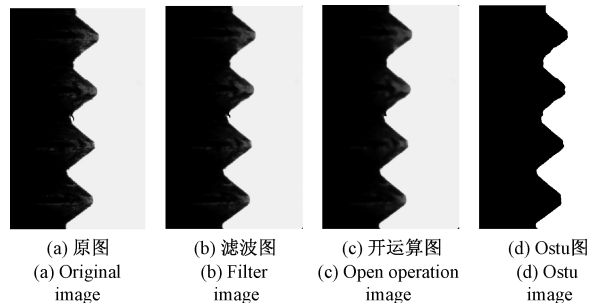 (a) 原图
(a) Original
image
(b) 滤波图
(b) Filter
image
(c) 开运算图
(c) Open operation
image
(d) Ostu图
(d) Ostu
image